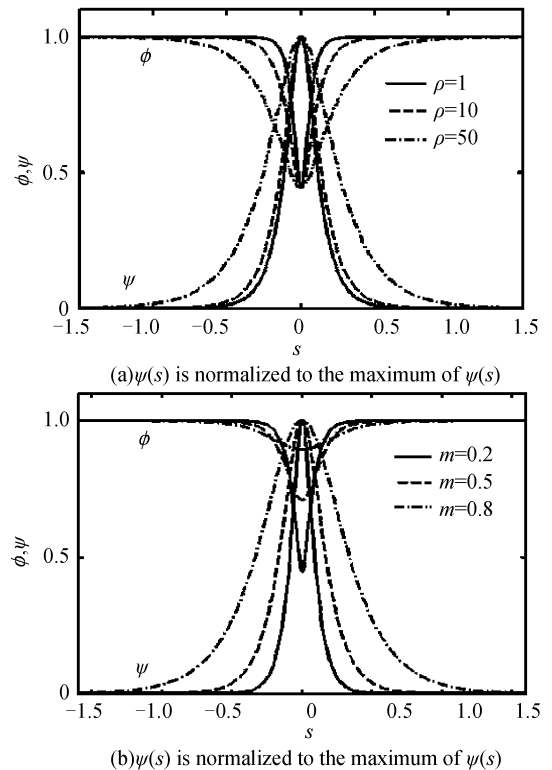 1.0
ϕ
ρ=1
ρ=10
ρ=50
ϕ,ψ
0.5
ψ
0
−1.5 −1.0 −0.5 0 0.5 1.0 1.5
s
(a)ψ(s) is normalized to the maximum of ψ(s)
1.0
ϕ
m=0.2
m=0.5
m=0.8
ϕ,ψ
0.5
ψ
0
−1.5 −1.0 −0.5 0 0.5 1.0 1.5
s
(b)ψ(s) is normalized to the maximum of ψ(s)